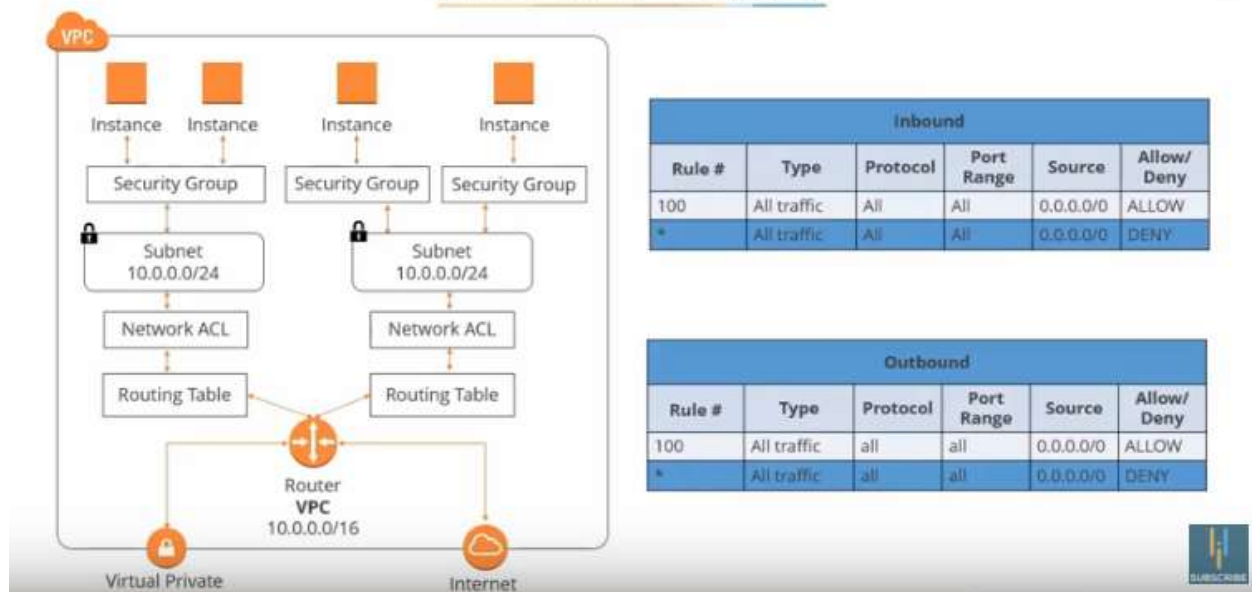 VPC
Instance Instance Instance Instance
Security Group Security Group Security Group
Subnet
10.0.0.0/24
Subnet
10.0.0.0/24
Network ACL Network ACL
Routing Table Routing Table
Router
VPC
10.0.0.0/16
Virtual Private
Internet
Inbound
Rule # Type Protocol Port Range Source Allow/ Deny
100 All traffic All All 0.0.0.0/0 ALLOW
* All traffic All All 0.0.0.0/0 DENY
Outbound
Rule # Type Protocol Port Range Source Allow/ Deny
100 All traffic all all 0.0.0.0/0 ALLOW
* All traffic all all 0.0.0.0/0 DENY
SUBSCRIBE